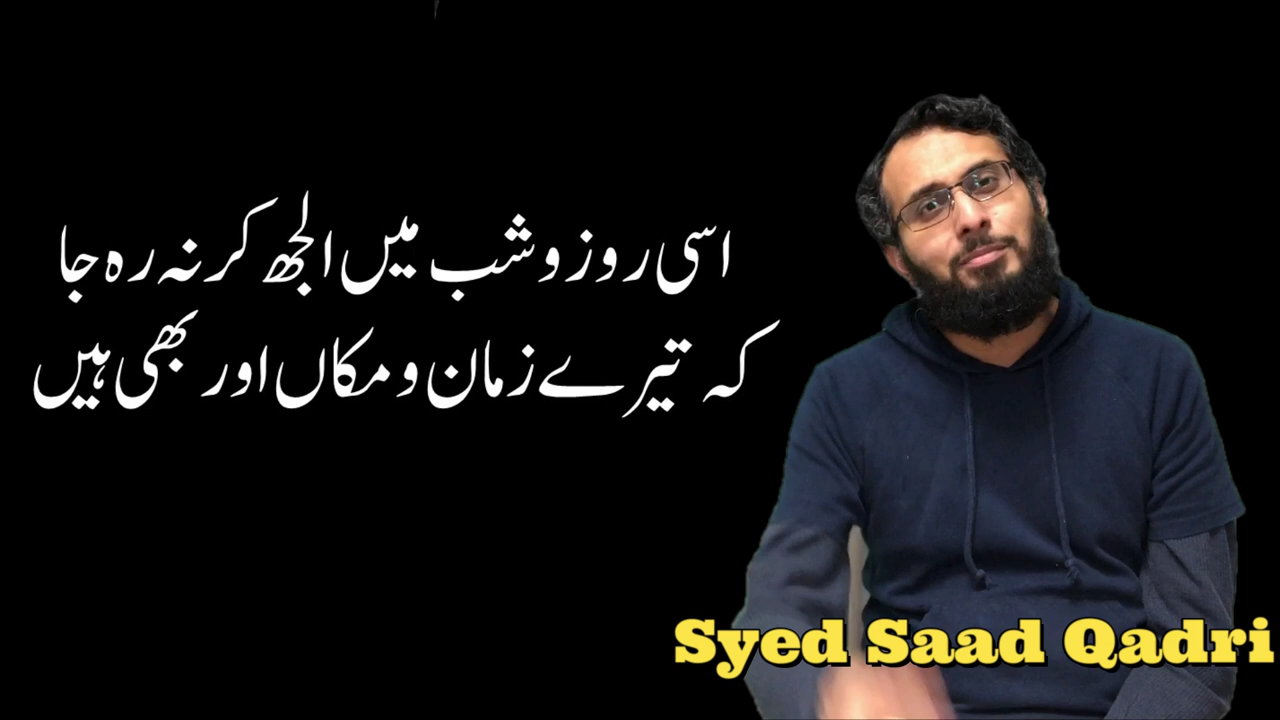 اسی روز و شب میں الجھ کر نہ رہ جا
کہ تیرے زمان و مکاں اور بھی ہیں
Syed Saad Qadri